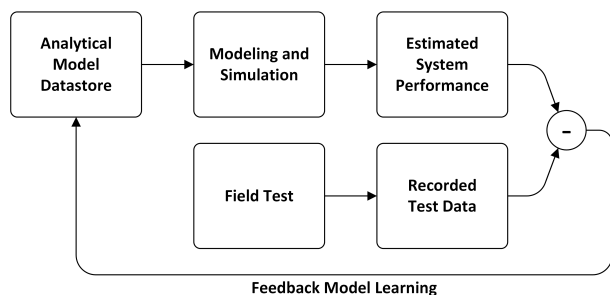 Analytical
Model
Datastore
Modeling and
Simulation
Estimated
System
Performance
-
Field Test
Recorded
Test Data
Feedback Model Learning